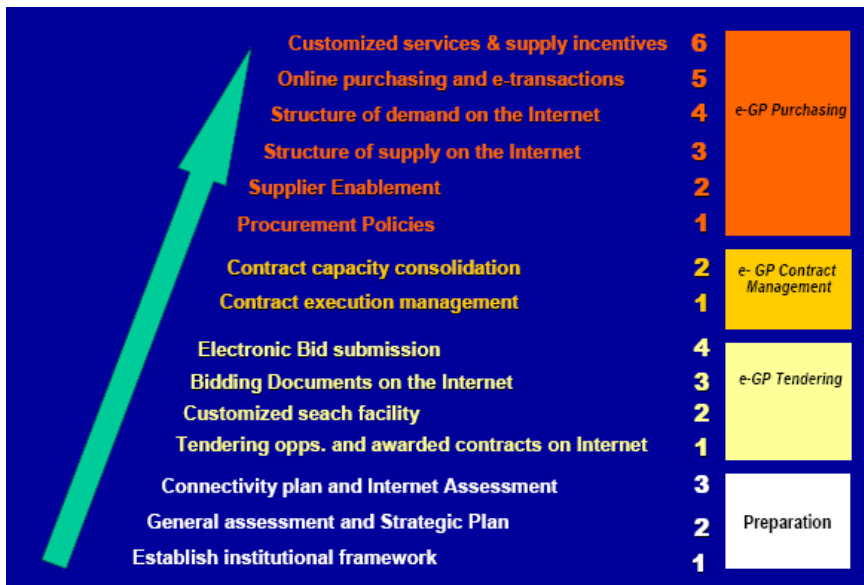 Customized services & supply incentives 6
Online purchasing and e-transactions 5
Structure of demand on the Internet 4
e-GP Purchasing
Structure of supply on the Internet 3
Supplier Enablement 2
Procurement Policies 1
Contract capacity consolidation 2
e- GP Contract
Management
Contract execution management 1
Electronic Bid submission 4
Bidding Documents on the Internet 3
e-GP Tendering
Customized seach facility 2
Tendering opps. and awarded contracts on Internet 1
Connectivity plan and Internet Assessment 3
General assessment and Strategic Plan 2
Preparation
Establish institutional framework 1